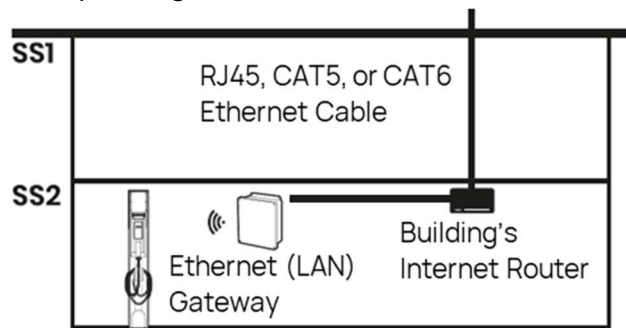 SS1
RJ45, CAT5, or CAT6
Ethernet Cable
SS2
Ethernet (LAN)
Gateway
Building's
Internet Router